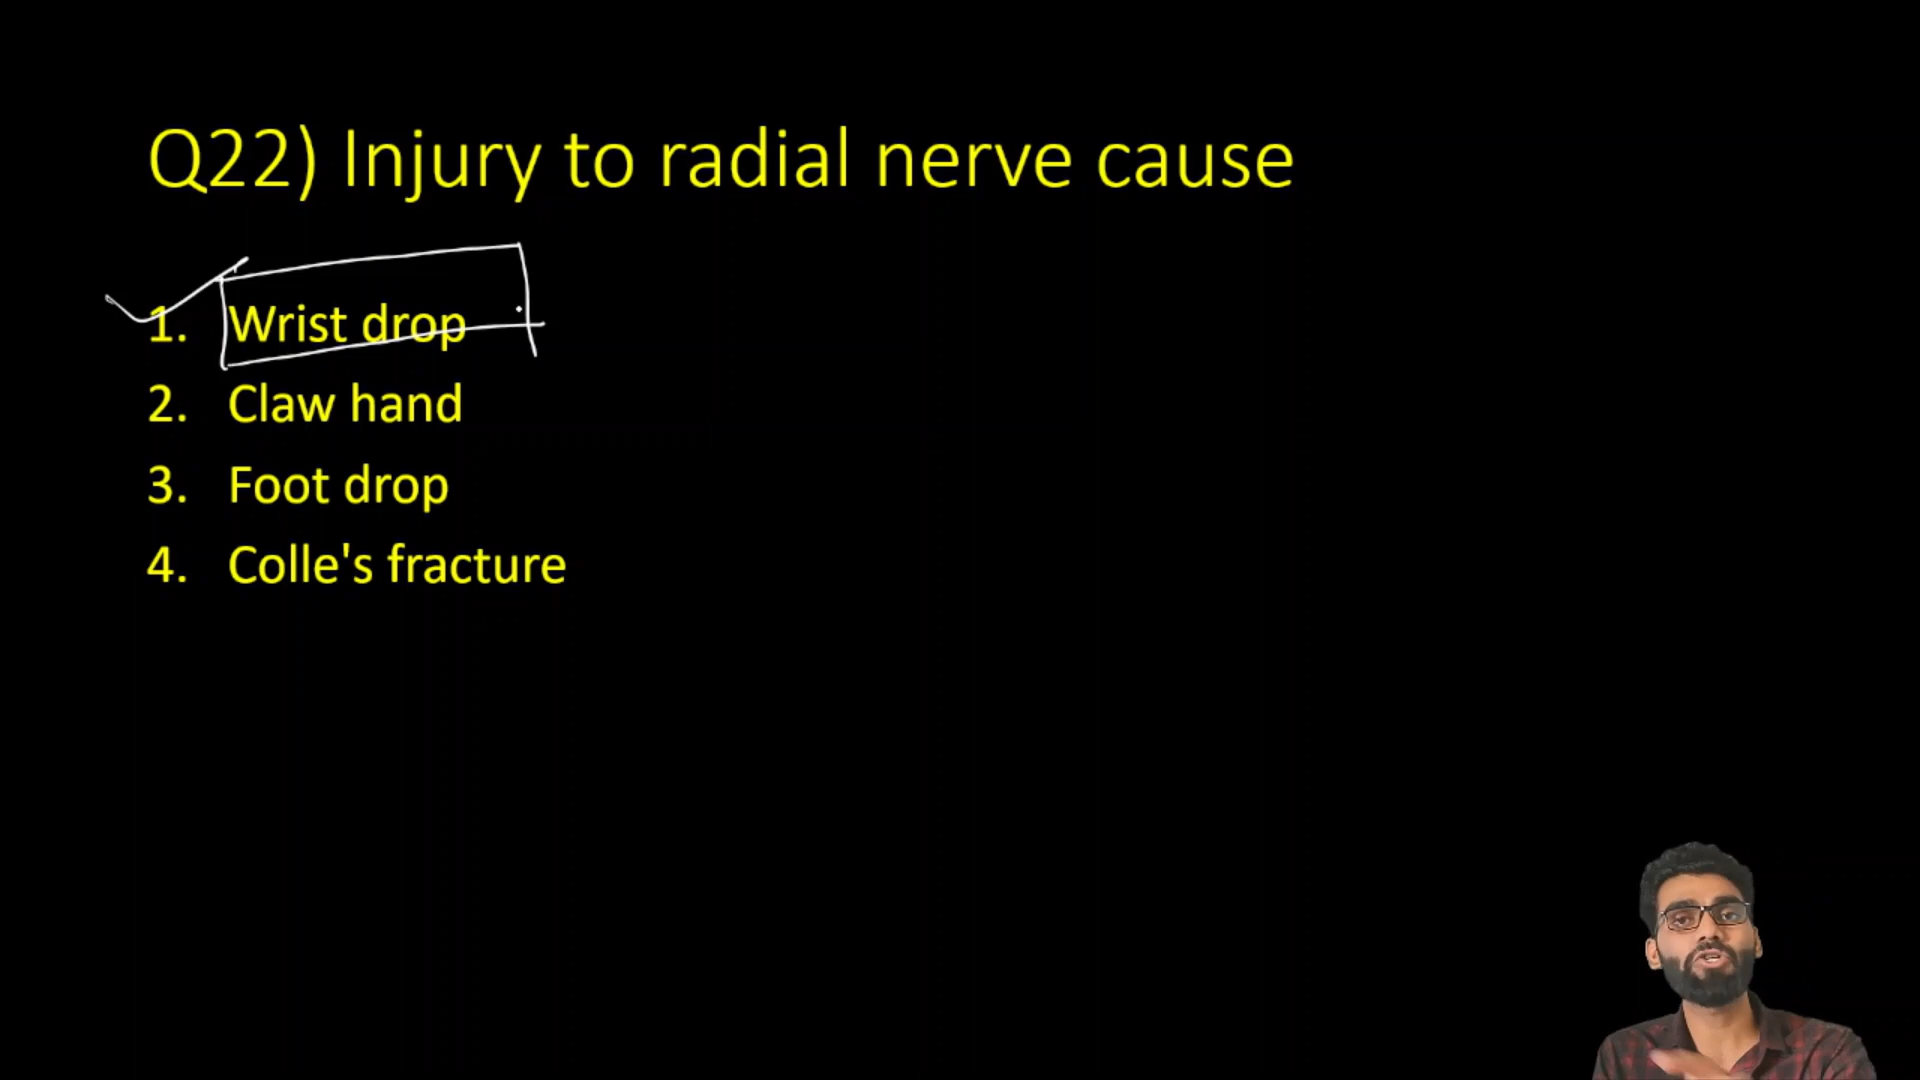 Q22) Injury to radial nerve cause
1. Wrist drop
2. Claw hand
3. Foot drop
4. Colle's fracture